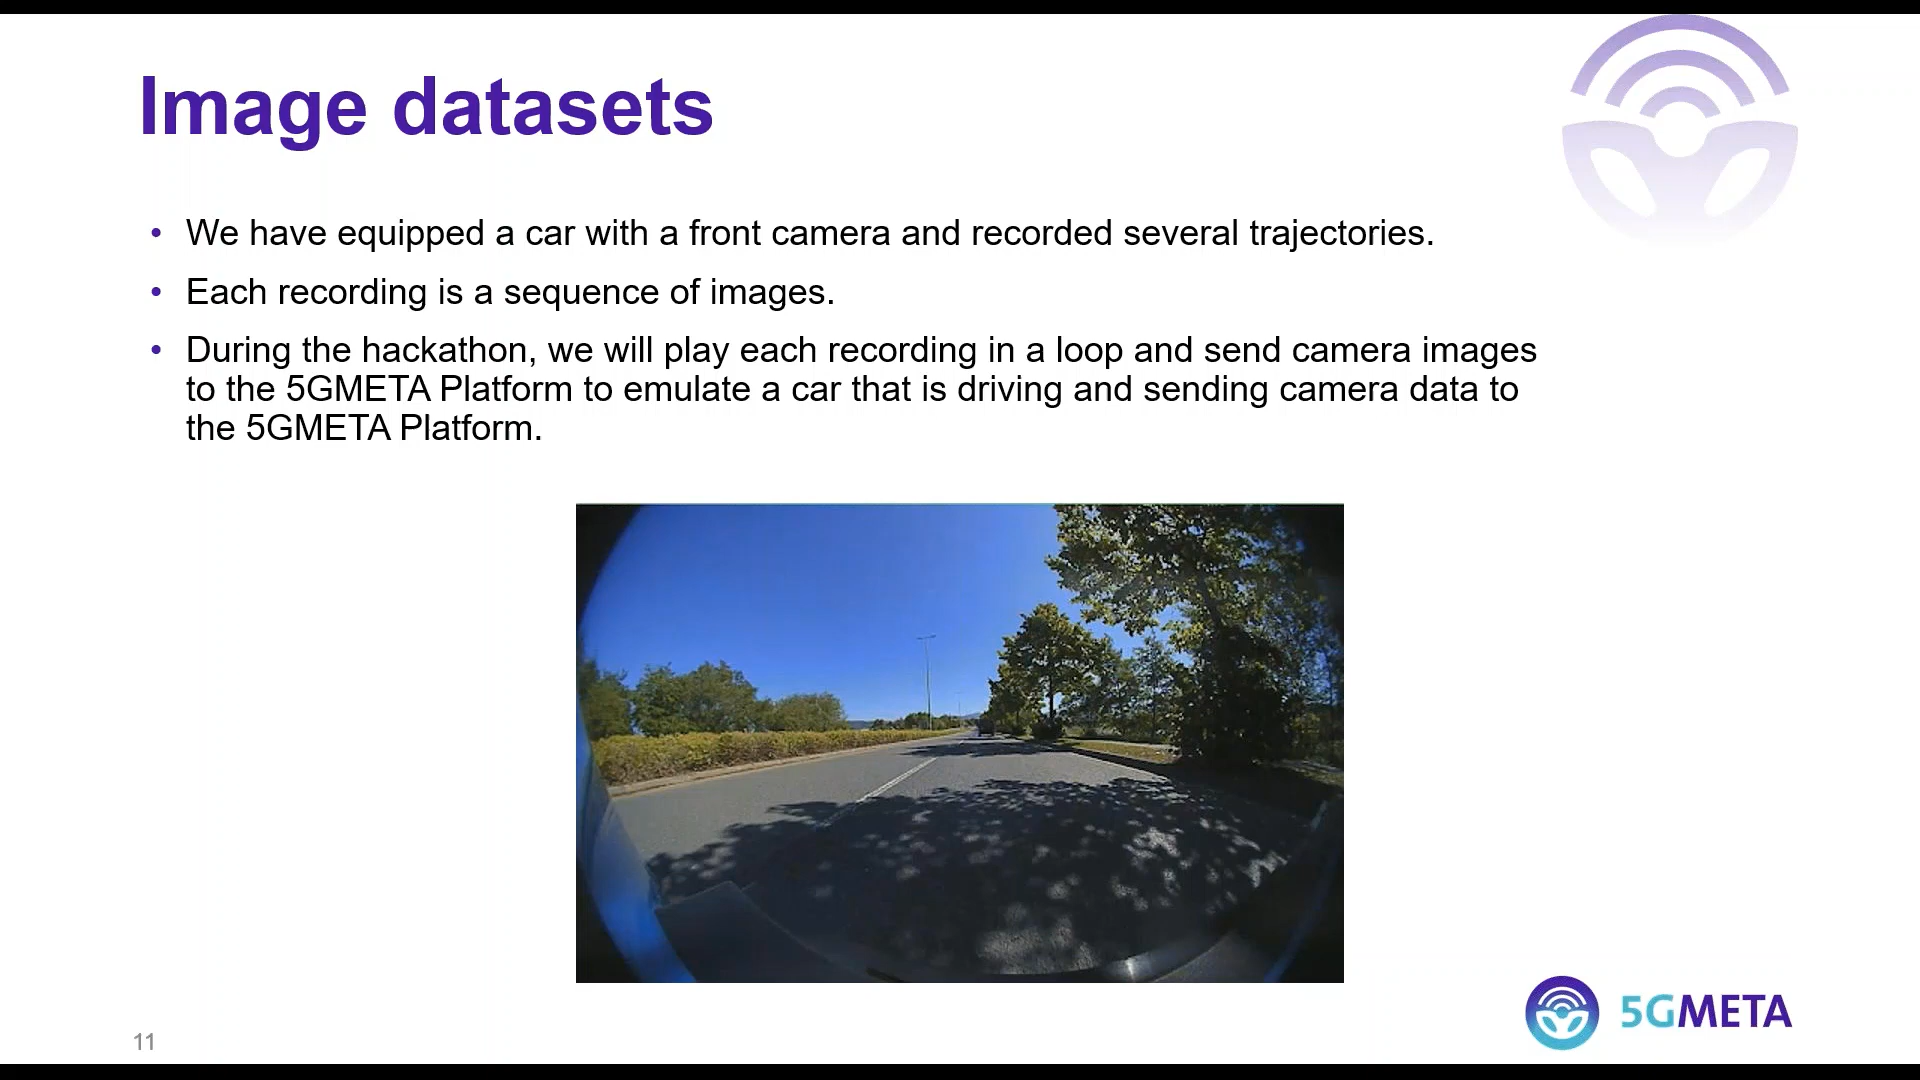 Image datasets
• We have equipped a car with a front camera and recorded several trajectories.
• Each recording is a sequence of images.
• During the hackathon, we will play each recording in a loop and send camera images
to the 5GMETA Platform to emulate a car that is driving and sending camera data to
the 5GMETA Platform.
5GMETA
11